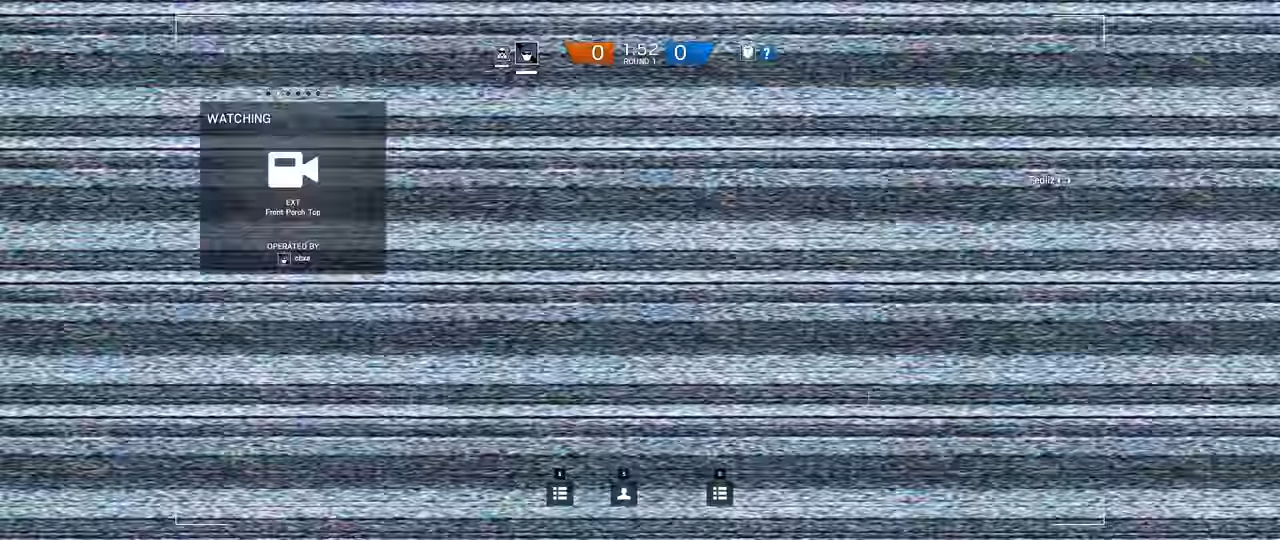 0 1:52 0 ?
ROUND 1
WATCHING
EXT
Front Porch Top
OPERATED BY